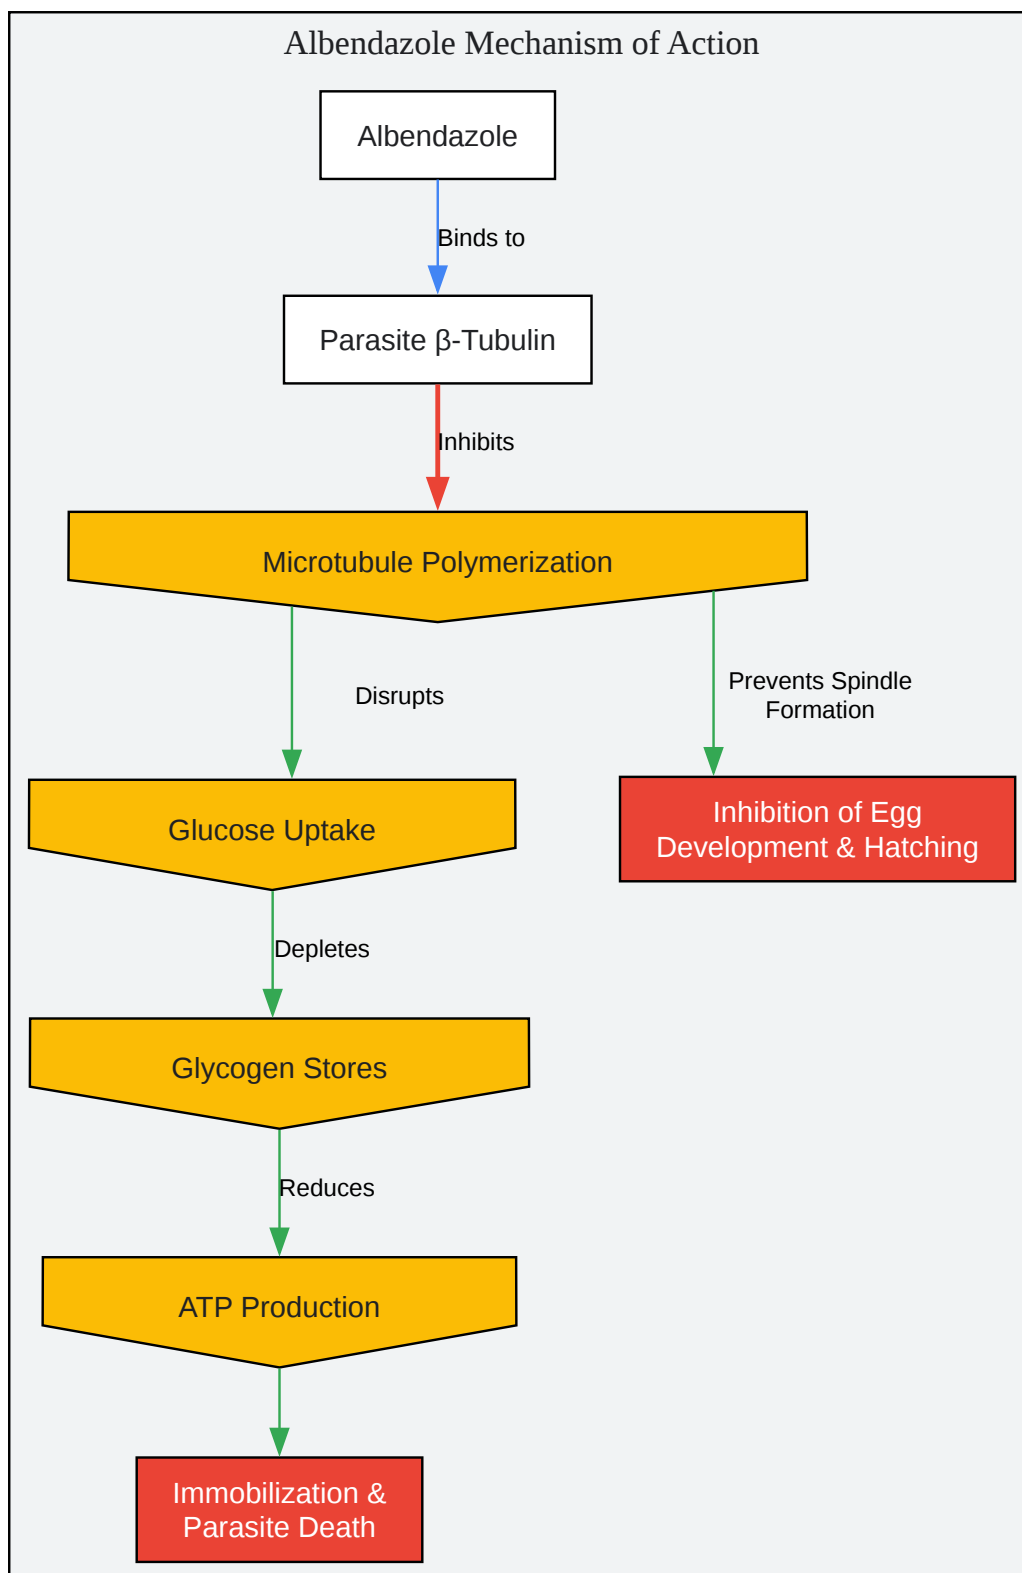 Albendazole Mechanism of Action
Albendazole
Binds to
Parasite β-Tubulin
Inhibits
Microtubule Polymerization
Disrupts
Prevents Spindle
Formation
Glucose Uptake
Inhibition of Egg
Development & Hatching
Depletes
Glycogen Stores
Reduces
ATP Production
Immobilization &
Parasite Death